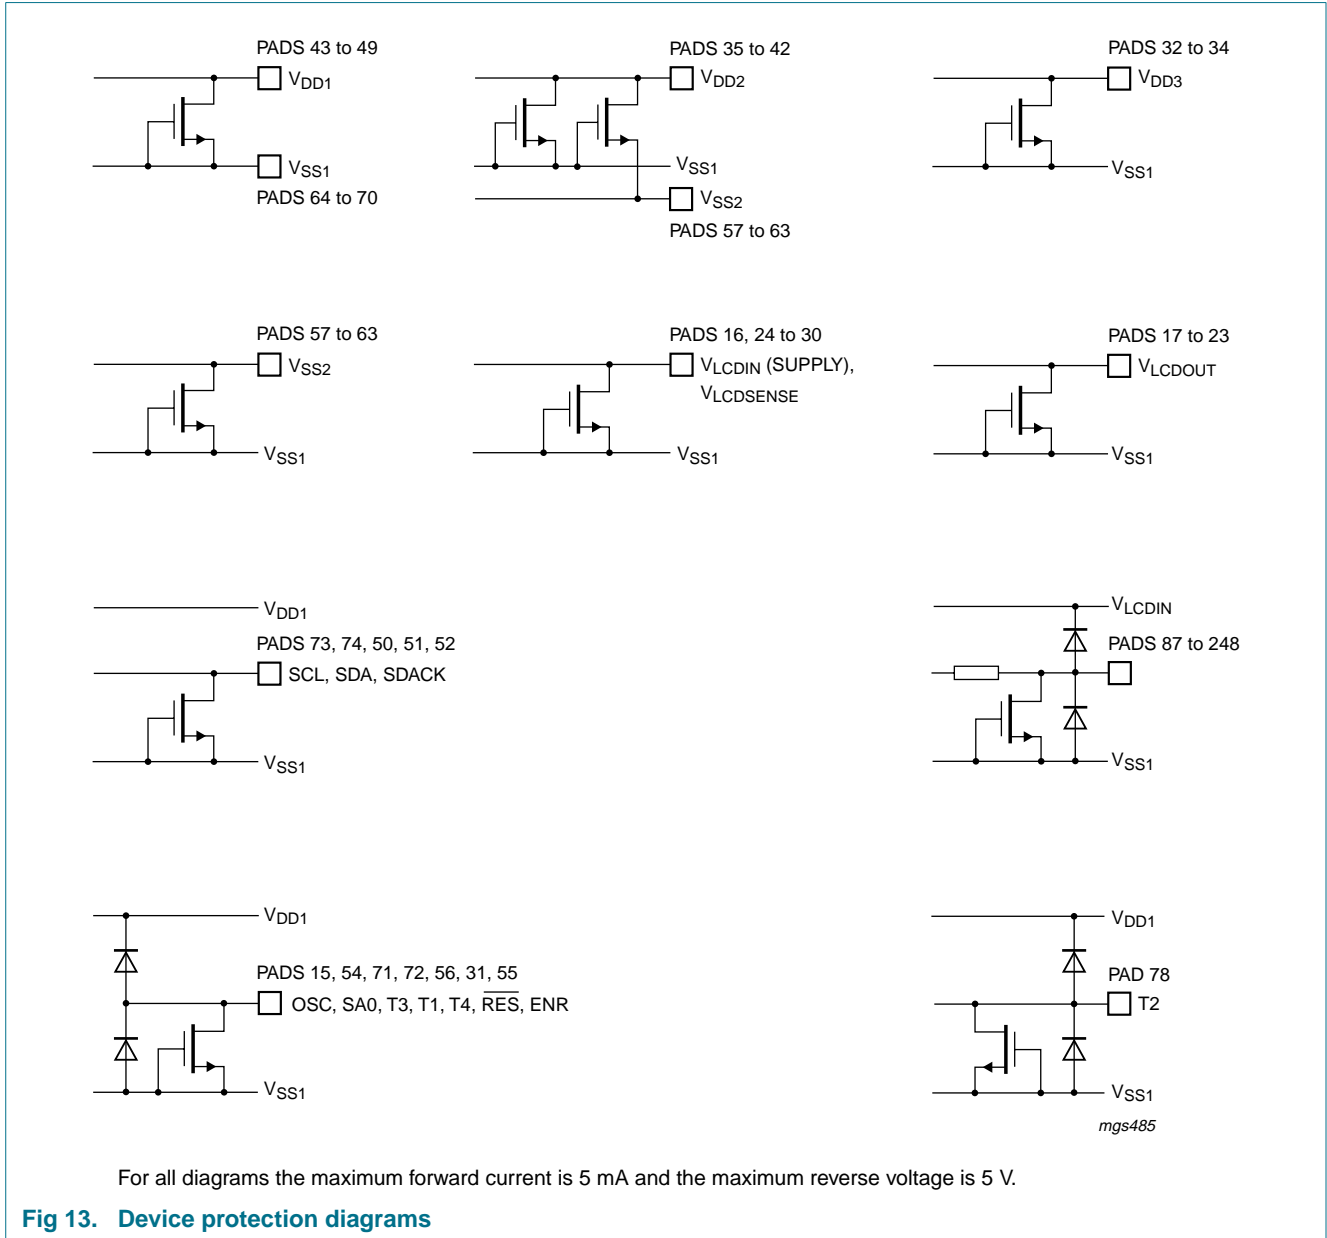 PADS 43 to 49
VDD1
VSS1
PADS 64 to 70
PADS 35 to 42
VDD2
VSS1
VSS2
PADS 57 to 63
PADS 32 to 34
VDD3
VSS1
PADS 57 to 63
VSS2
VSS1
PADS 16, 24 to 30
VLCDIN (SUPPLY),
VLCDSENSE
VSS1
PADS 17 to 23
VLCDOUT
VSS1
VDD1
PADS 73, 74, 50, 51, 52
SCL, SDA, SDACK
VSS1
VLCDIN
PADS 87 to 248
VSS1
VDD1
PADS 15, 54, 71, 72, 56, 31, 55
OSC, SA0, T3, T1, T4, R̅E̅S̅, ENR
VSS1
VDD1
PAD 78
T2
VSS1
mgs485
For all diagrams the maximum forward current is 5 mA and the maximum reverse voltage is 5 V.
Fig 13. Device protection diagrams